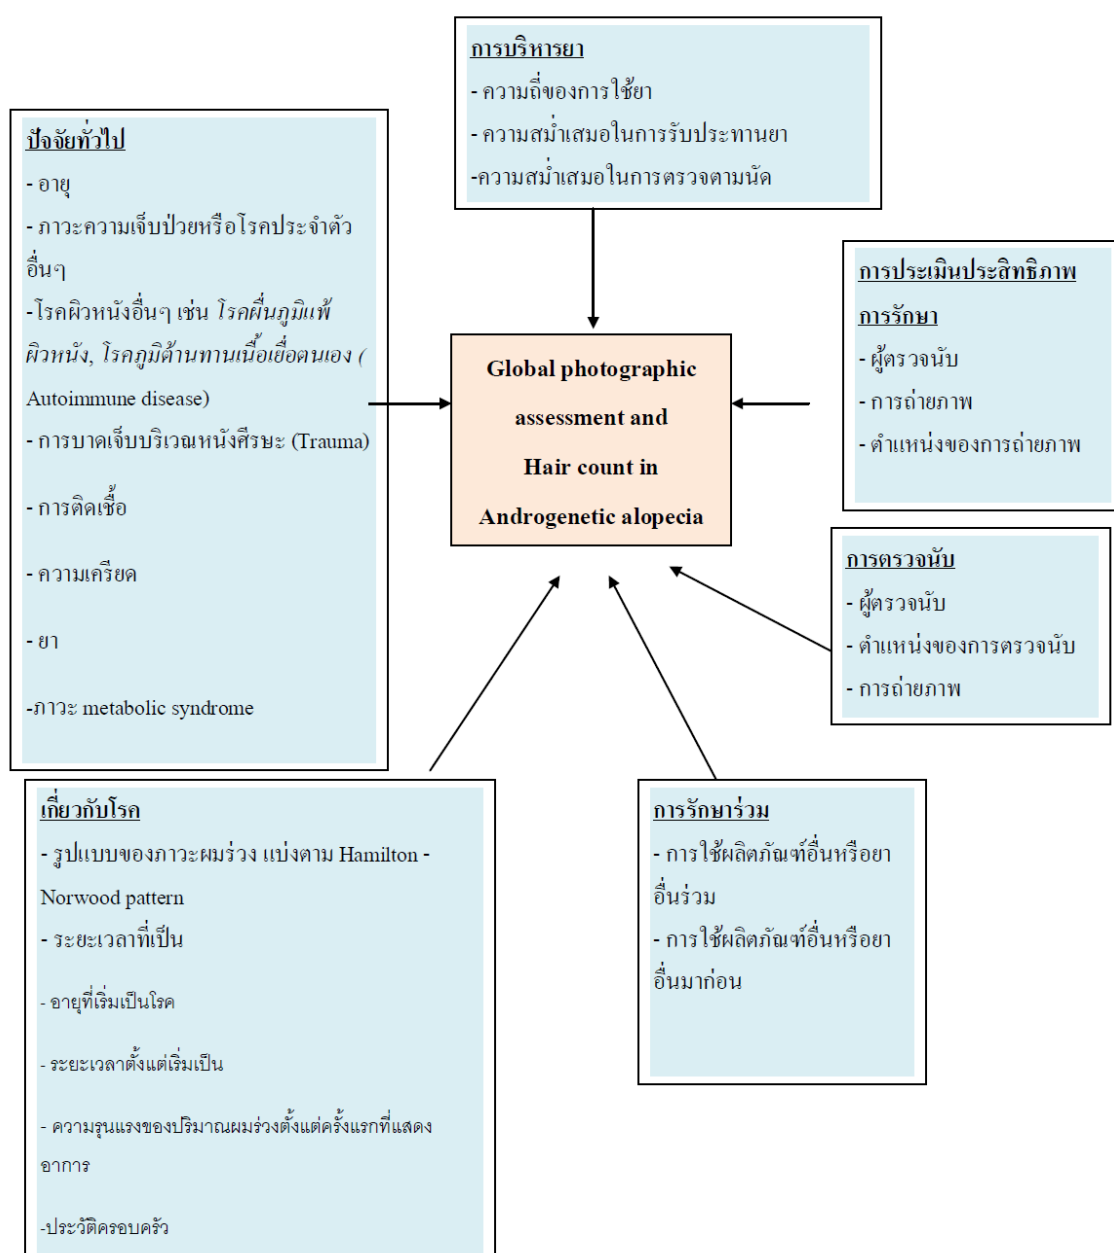 การบริหารยา
- ความถี่ของการใช้ยา
- ความสม่ำเสมอในการรับประทานยา
-ความสม่ำเสมอในการตรวจตามนัด
ปัจจัยทั่วไป
- อายุ
- ภาวะความเจ็บป่วยหรือโรคประจำตัว
อื่นๆ
-โรคผิวหนังอื่นๆ เช่น โรคผื่นภูมิแพ้
ผิวหนัง, โรคภูมิต้านทานเนื้อเยื่อตนเอง (
Autoimmune disease)
- การบาดเจ็บบริเวณหนังศีรษะ (Trauma)
- การติดเชื้อ
- ความเครียด
- ยา
-ภาวะ metabolic syndrome
การประเมินประสิทธิภาพ
การรักษา
- ผู้ตรวจนับ
- การถ่ายภาพ
- ตำแหน่งของการถ่ายภาพ
Global photographic
assessment and
Hair count in
Androgenetic alopecia
การตรวจนับ
- ผู้ตรวจนับ
- ตำแหน่งของการตรวจนับ
- การถ่ายภาพ
เกี่ยวกับโรค
- รูปแบบของภาวะผมร่วง แบ่งตาม Hamilton -
Norwood pattern
- ระยะเวลาที่เป็น
- อายุที่เริ่มเป็นโรค
- ระยะเวลาตั้งแต่เริ่มเป็น
- ความรุนแรงของปริมาณผมร่วงตั้งแต่ครั้งแรกที่แสดง
อาการ
-ประวัติครอบครัว
การรักษาร่วม
- การใช้ผลิตภัณฑ์อื่นหรือยา
อื่นร่วม
- การใช้ผลิตภัณฑ์อื่นหรือยา
อื่นมาก่อน